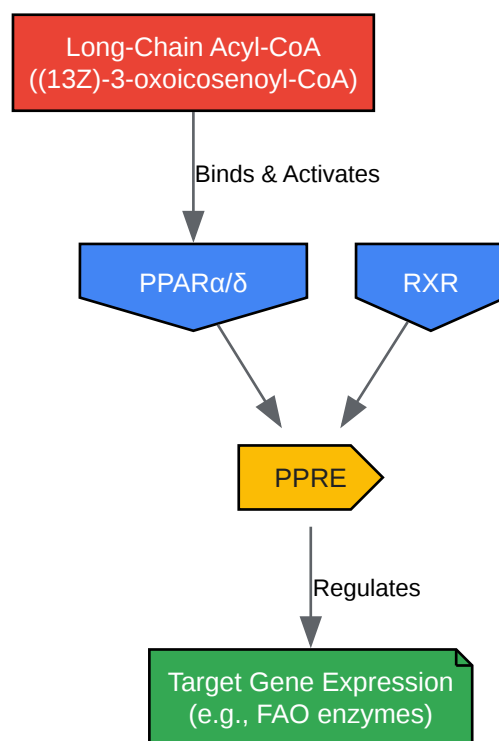 Long-Chain Acyl-CoA
((13Z)-3-oxoicosenoyl-CoA)
Binds & Activates
PPARα/δ
RXR
PPRE
Regulates
Target Gene Expression
(e.g., FAO enzymes)